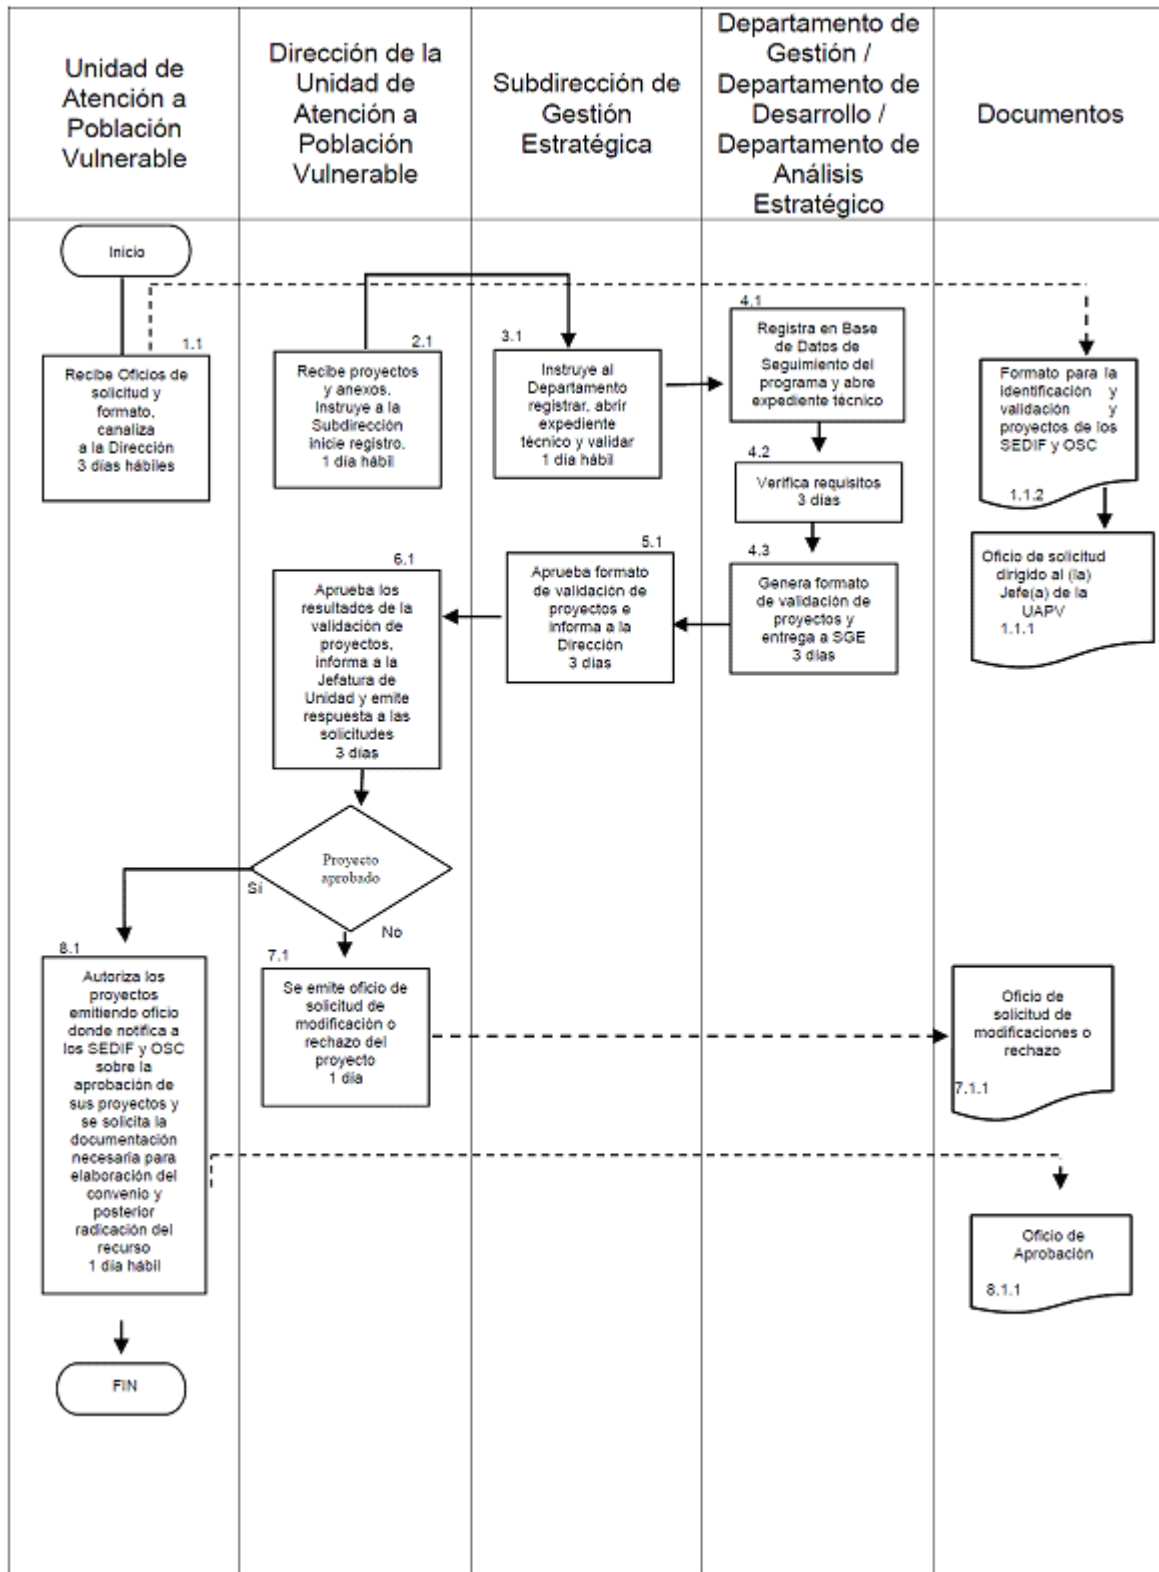 Unidad de
Atención a
Población
Vulnerable
Dirección de la
Unidad de
Atención a
Población
Vulnerable
Subdirección de
Gestión
Estratégica
Departamento de
Gestión /
Departamento de
Desarrollo /
Departamento de
Análisis
Estratégico
Documentos
Inicio
1.1
Recibe Oficios de
solicitud y
formato,
canaliza
a la Dirección
3 días hábiles
2.1
Recibe proyectos
y anexos.
Instruye a la
Subdirección
inicie registro.
1 día hábil
3.1
Instruye al
Departamento
registrar, abrir
expediente
técnico y validar
1 día hábil
4.1
Registra en Base
de Datos de
Seguimiento del
programa y abre
expediente técnico
Formato para la
identificación y
validación y
proyectos de los
SEDIF y OSC
1.1.2
4.2
Verifica requisitos
3 días
4.3
Genera formato
de validación de
proyectos y
entrega a SGE
3 días
Oficio de solicitud
dirigido al (la)
Jefe(a) de la
UAPV
1.1.1
5.1
Aprueba formato
de validación de
proyectos e
informa a la
Dirección
3 días
6.1
Aprueba los
resultados de la
validación de
proyectos,
informa a la
Jefatura de
Unidad y emite
respuesta a las
solicitudes
3 días
Proyecto
aprobado
Sí
No
7.1
Se emite oficio de
solicitud de
modificación o
rechazo del
proyecto
1 día
Oficio de
solicitud de
modificaciones o
rechazo
7.1.1
8.1
Autoriza los
proyectos
emitiendo oficio
donde notifica a
los SEDIF y OSC
sobre la
aprobación de
sus proyectos y
se solicita la
documentación
necesaria para
elaboración del
convenio y
posterior
radicación del
recurso
1 día hábil
Oficio de
Aprobación
8.1.1
FIN